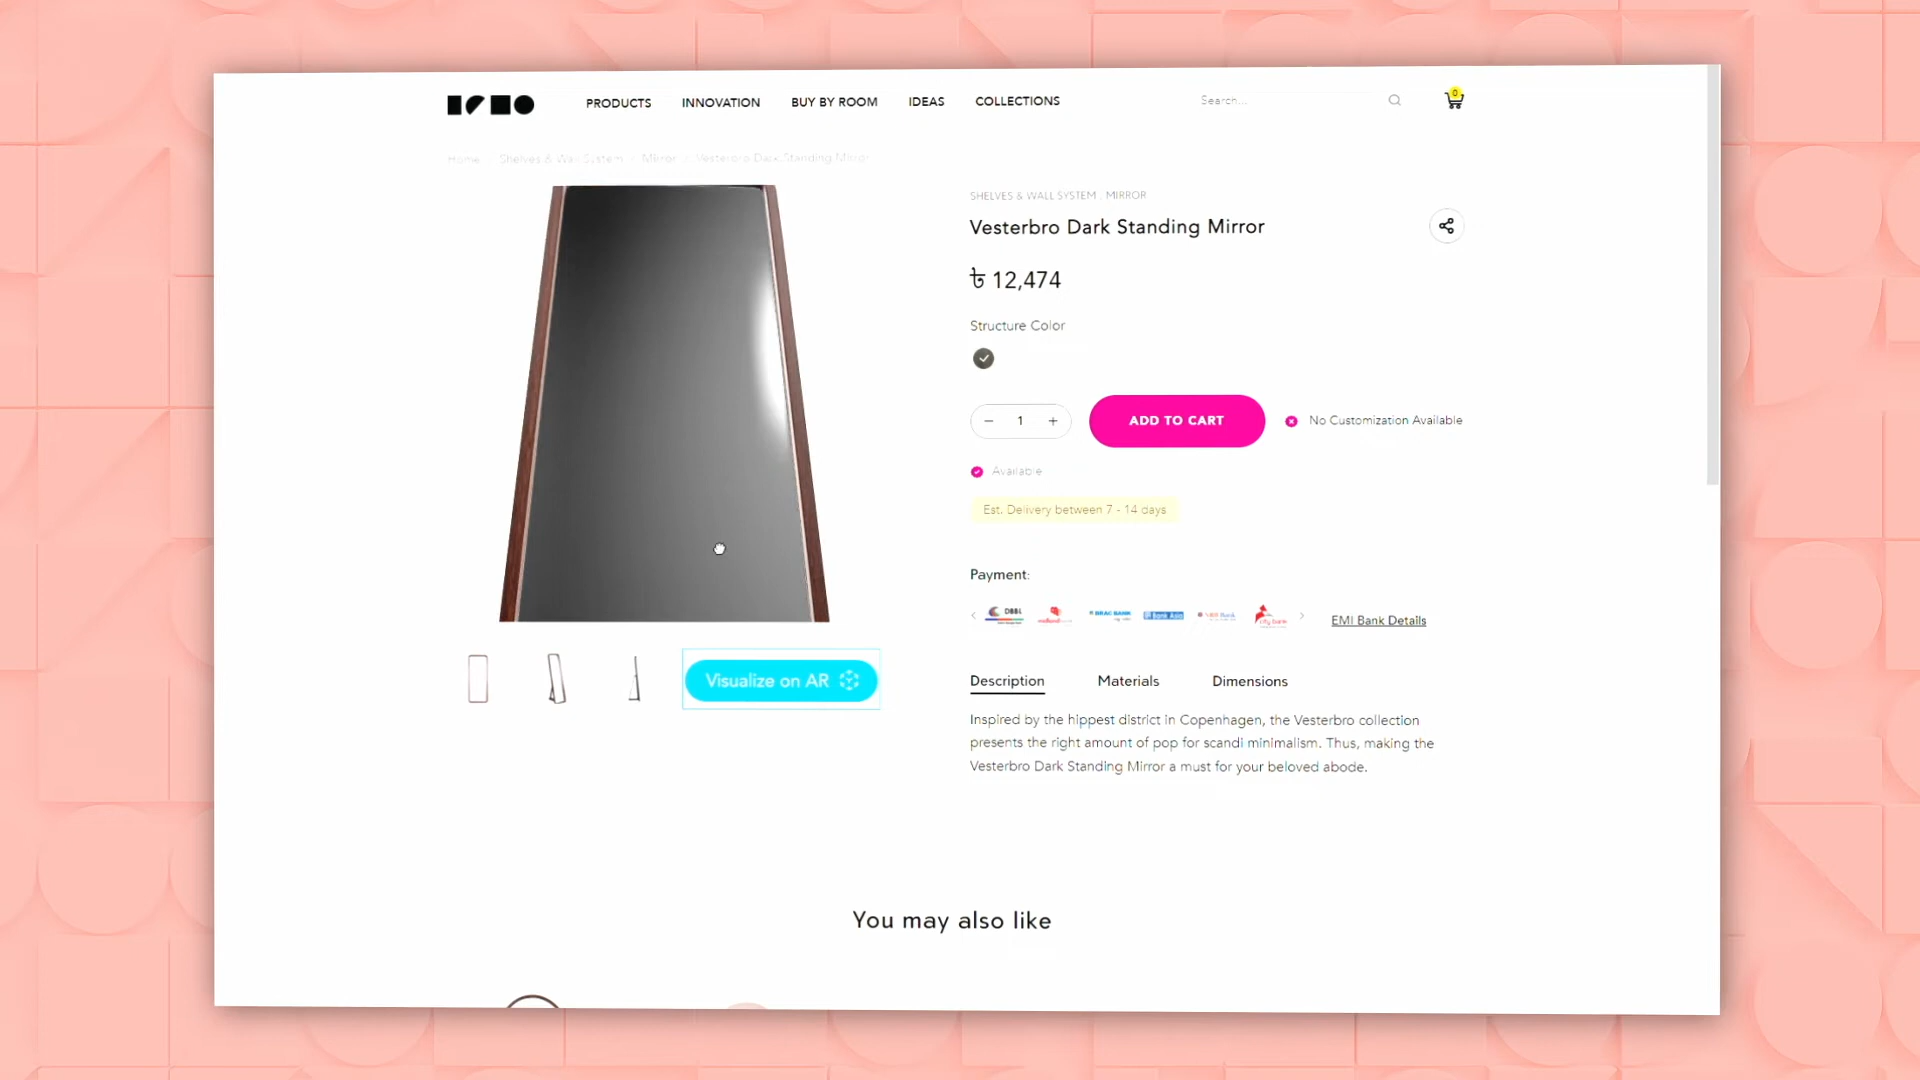 PRODUCTS INNOVATION BUY BY ROOM IDEAS COLLECTIONS
Search...
0
Home Shelves & Wall System Mirror Vesterbro Dark Standing Mirror
SHELVES & WALL SYSTEM . MIRROR
Vesterbro Dark Standing Mirror
৳ 12,474
Structure Color
− 1 +
ADD TO CART
No Customization Available
Available
Est. Delivery between 7 - 14 days
Payment:
DBBL
BRAC BANK
Bank Asia
city bank
EMI Bank Details
Visualize on AR
Description Materials Dimensions
Inspired by the hippest district in Copenhagen, the Vesterbro collection
presents the right amount of pop for scandi minimalism. Thus, making the
Vesterbro Dark Standing Mirror a must for your beloved abode.
You may also like